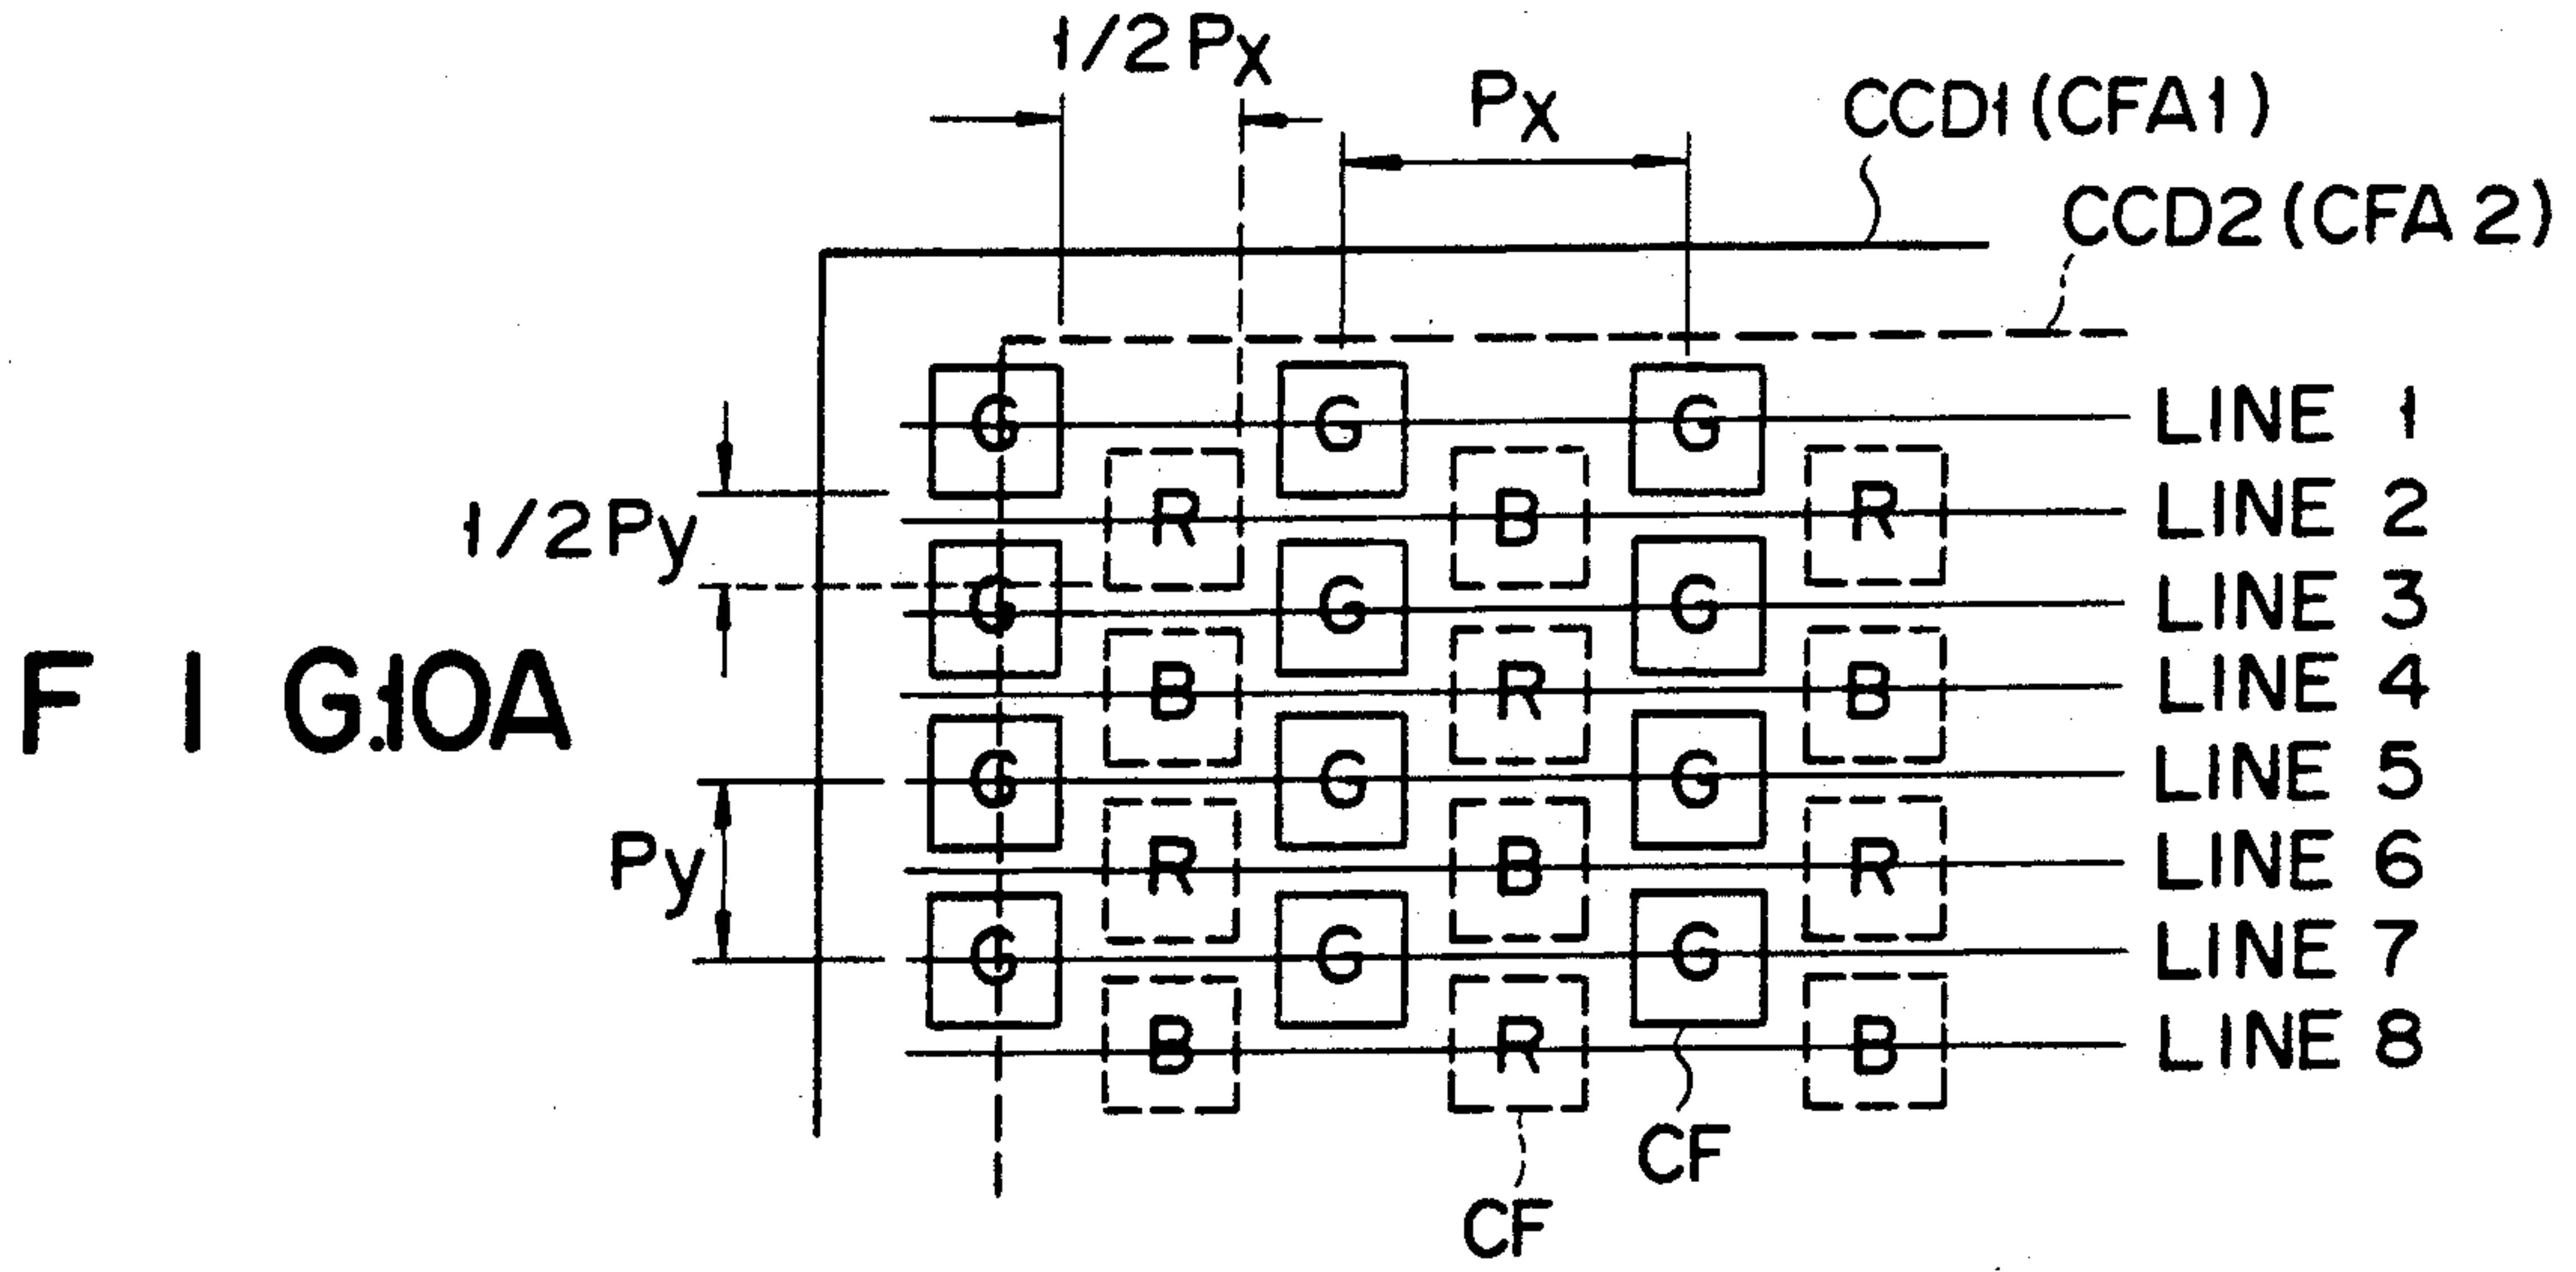 1/2 Px
Px
CCD1 (CFA1)
CCD2 (CFA 2)
G G G LINE 1
R B R LINE 2
1/2 Py
G G G LINE 3
B R B LINE 4
FIG.10A
G G G LINE 5
R B R LINE 6
Py
G G G LINE 7
B R B LINE 8
CF
CF